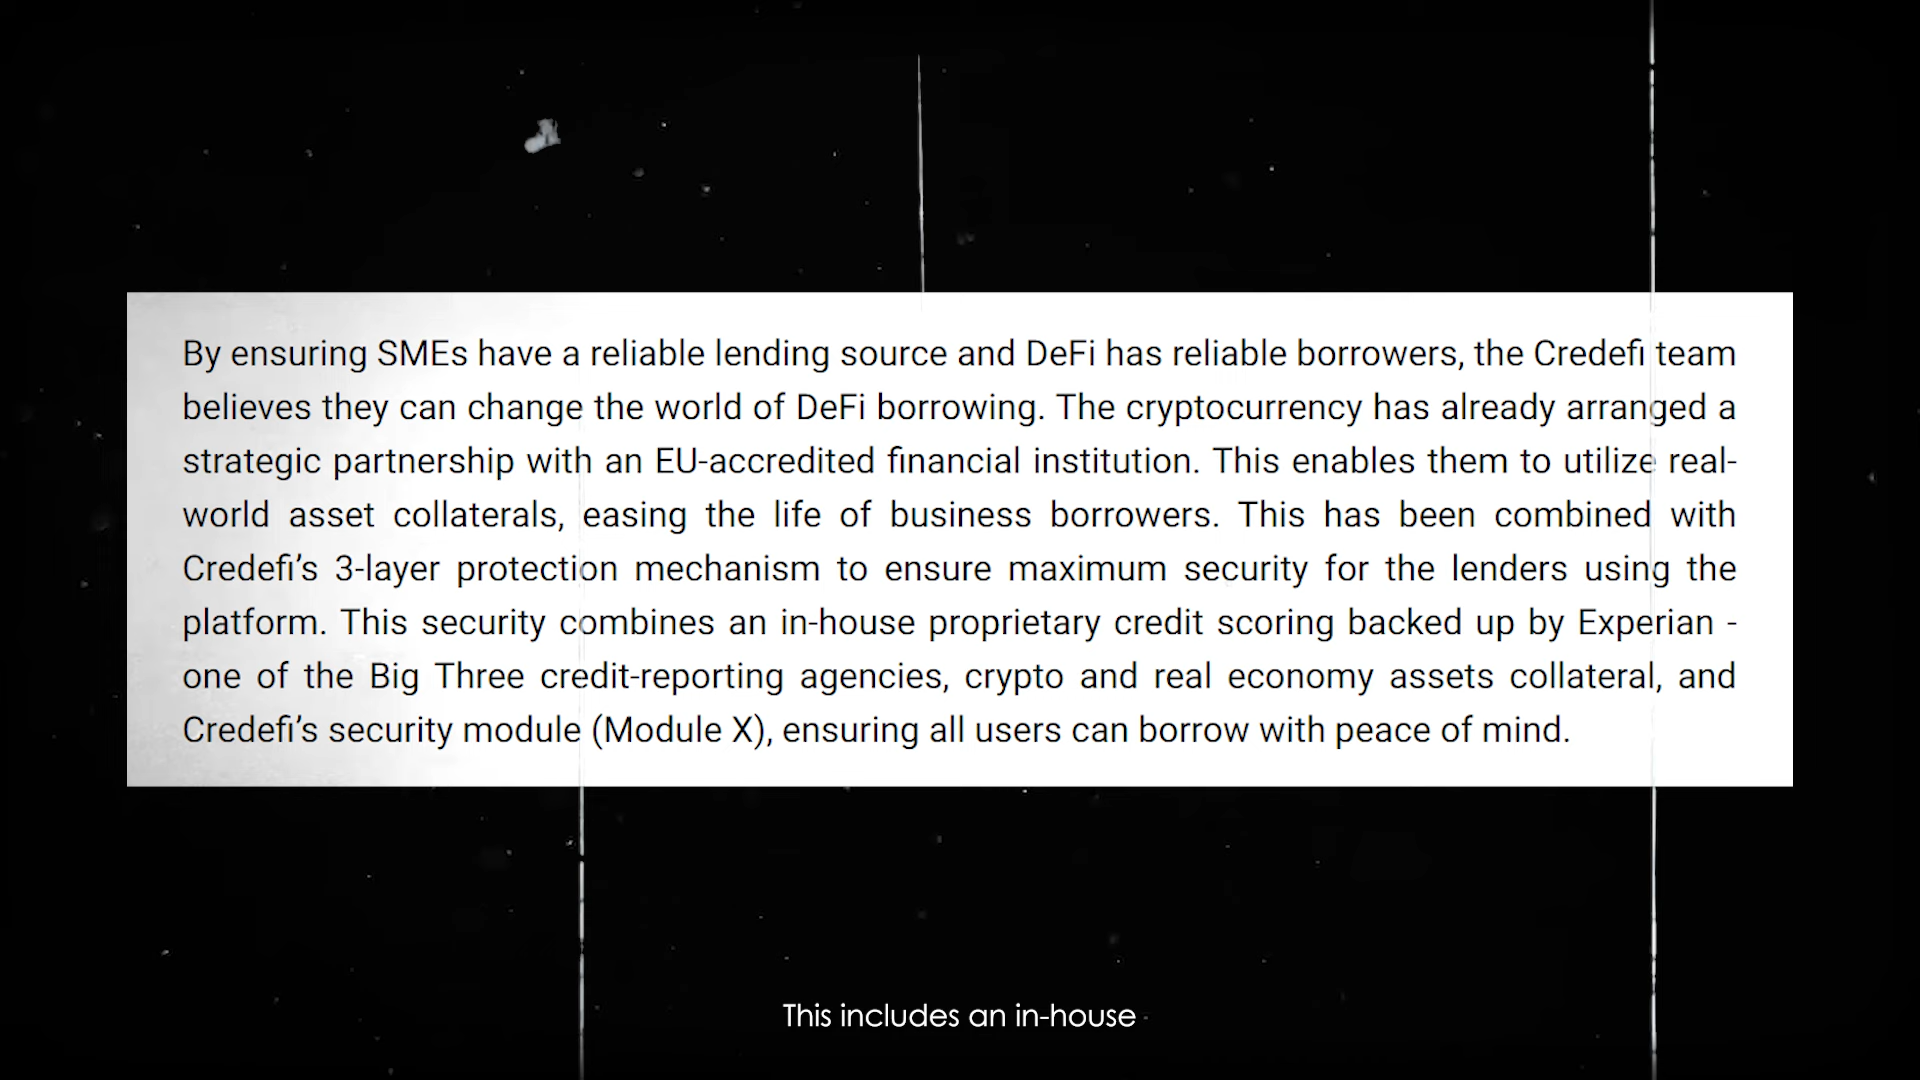 By ensuring SMEs have a reliable lending source and DeFi has reliable borrowers, the Credefi team
believes they can change the world of DeFi borrowing. The cryptocurrency has already arranged a
strategic partnership with an EU-accredited financial institution. This enables them to utilize real-
world asset collaterals, easing the life of business borrowers. This has been combined with
Credefi’s 3-layer protection mechanism to ensure maximum security for the lenders using the
platform. This security combines an in-house proprietary credit scoring backed up by Experian -
one of the Big Three credit-reporting agencies, crypto and real economy assets collateral, and
Credefi’s security module (Module X), ensuring all users can borrow with peace of mind.
This includes an in-house